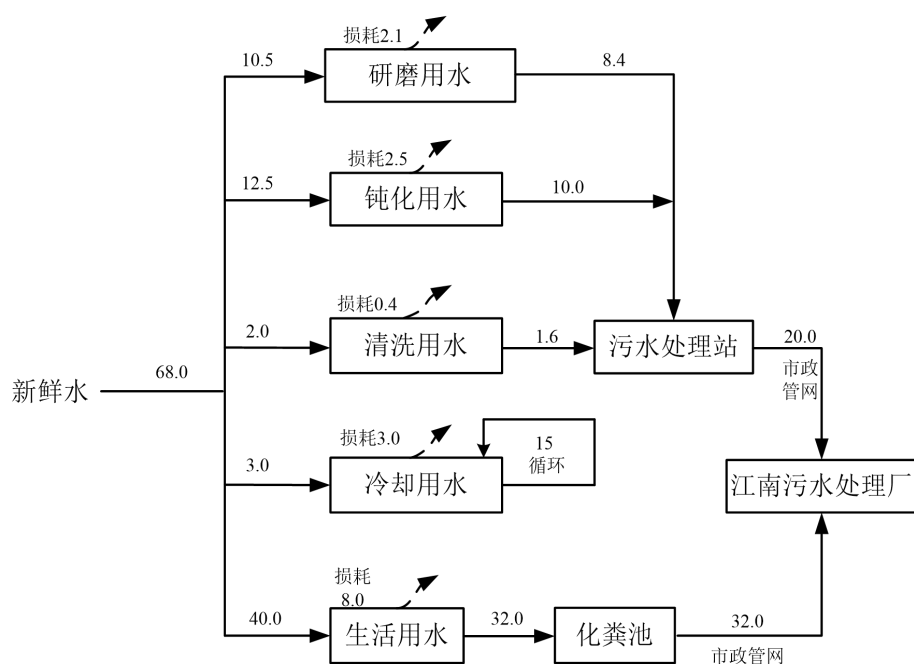 损耗2.1
10.5
研磨用水
8.4
损耗2.5
12.5
钝化用水
10.0
损耗0.4
2.0
清洗用水
1.6
污水处理站
20.0
市政
管网
新鲜水
68.0
损耗3.0
3.0
冷却用水
15
循环
江南污水处理厂
损耗
8.0
40.0
生活用水
32.0
化粪池
32.0
市政管网